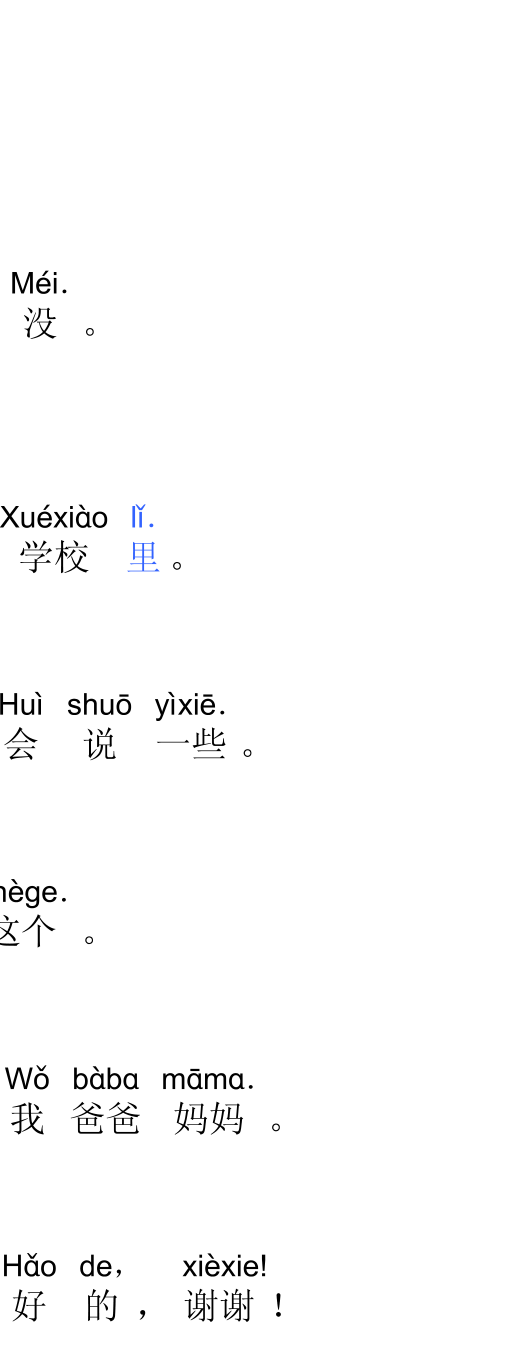 Méi.
没 。
Xuéxiào lǐ.
学校 里 。
Huì shuō yìxiē.
会 说 一些 。
hège.
这个 。
Wǒ bàba māma.
我 爸爸 妈妈 。
Hǎo de, xièxie!
好 的 ， 谢谢 ！